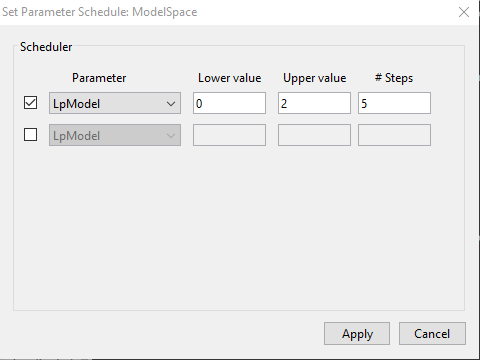 Set Parameter Schedule: ModelSpace
Scheduler
Parameter Lower value Upper value # Steps
LpModel 0 2 5
LpModel
Apply Cancel